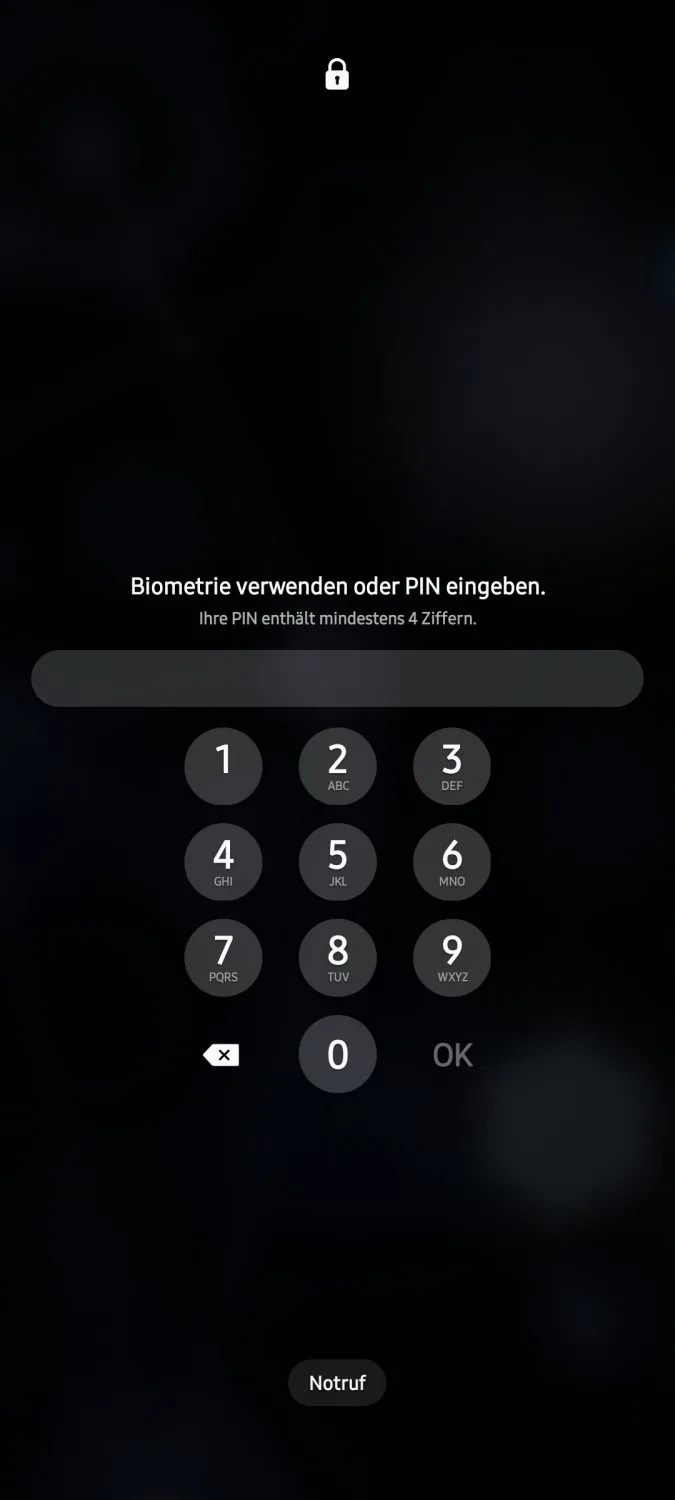 Biometrie verwenden oder PIN eingeben.
Ihre PIN enthält mindestens 4 Ziffern.
1 2 3
ABC DEF
4 5 6
GHI JKL MNO
7 8 9
PQRS TUV WXYZ
0 OK
Notruf